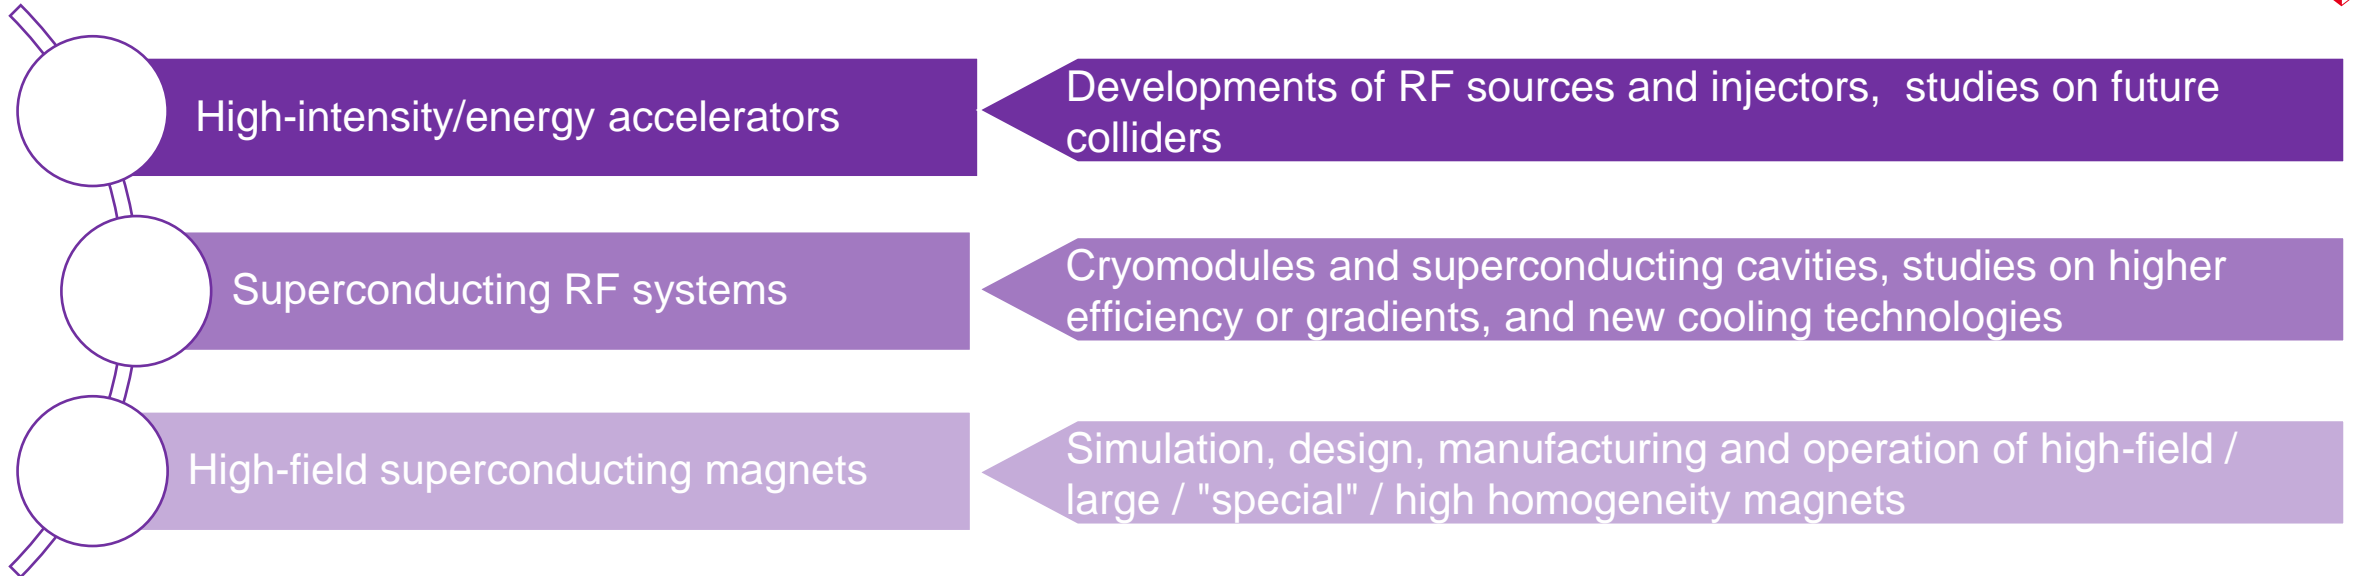 High-intensity/energy accelerators
Developments of RF sources and injectors,  studies on future
colliders
Superconducting RF systems
Cryomodules and superconducting cavities, studies on higher
efficiency or gradients, and new cooling technologies
High-field superconducting magnets
Simulation, design, manufacturing and operation of high-field /
large / "special" / high homogeneity magnets